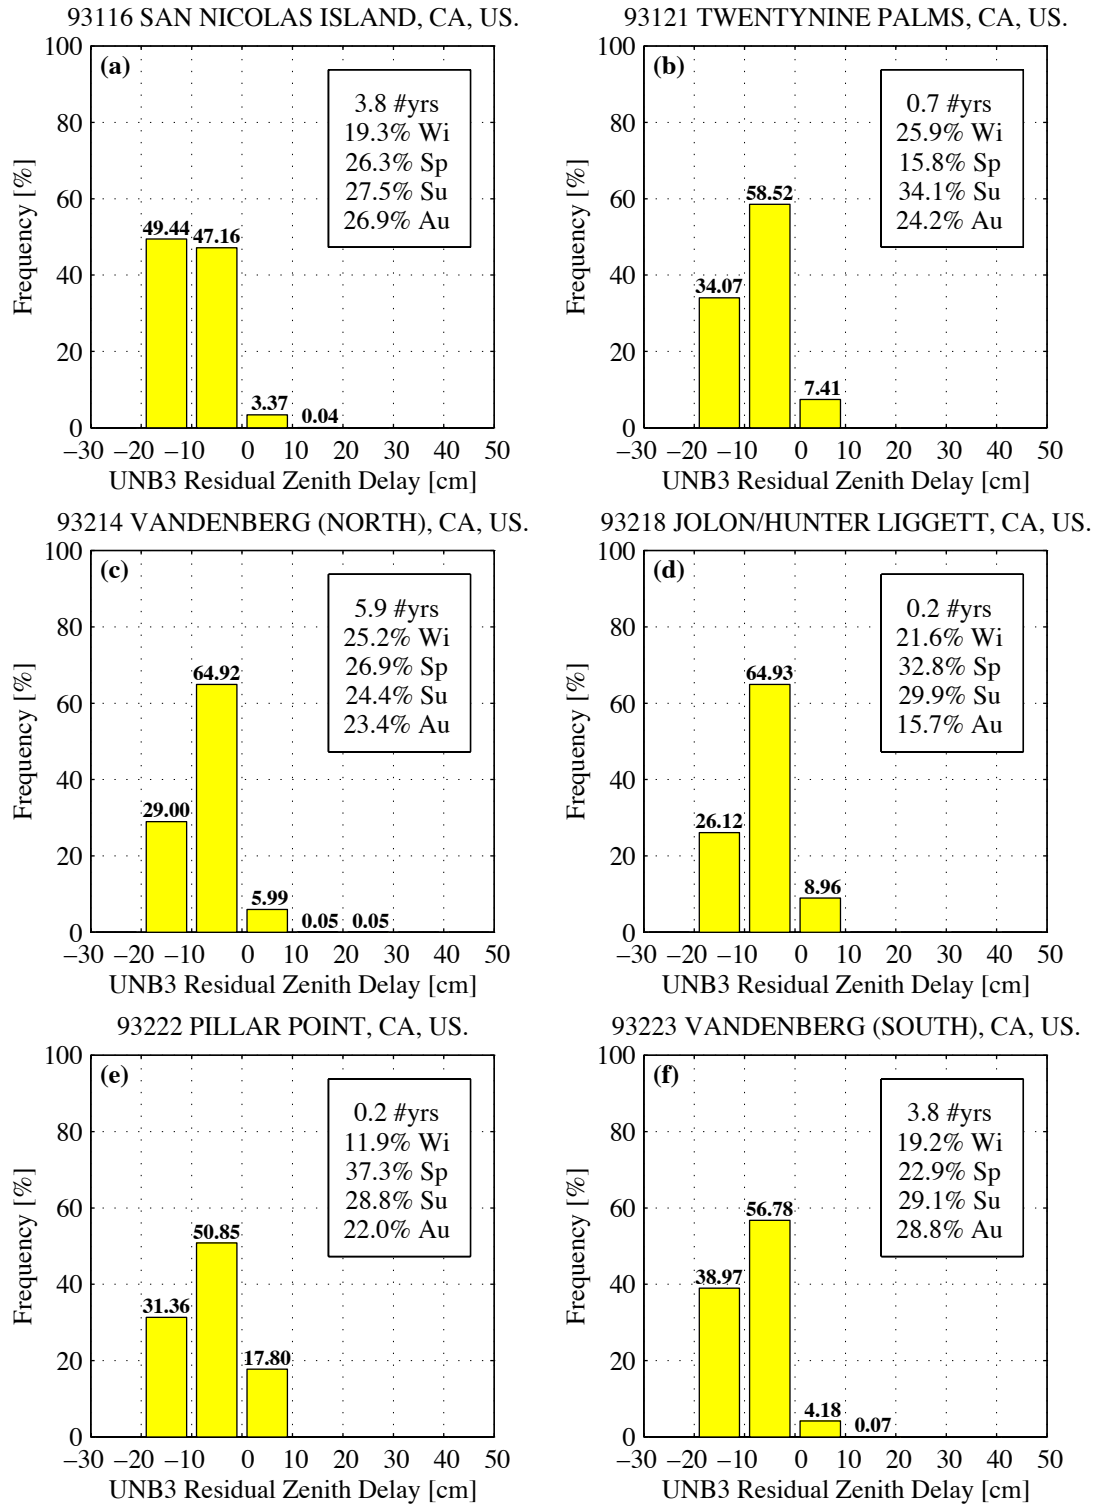 93116 SAN NICOLAS ISLAND, CA, US.
(a)
3.8 #yrs
19.3% Wi
26.3% Sp
27.5% Su
26.9% Au
49.44 47.16 3.37 0.04
Frequency [%]
100
80
60
40
20
0
−30 −20 −10 0 10 20 30 40 50
UNB3 Residual Zenith Delay [cm]
93121 TWENTYNINE PALMS, CA, US.
(b)
0.7 #yrs
25.9% Wi
15.8% Sp
34.1% Su
24.2% Au
34.07 58.52 7.41
Frequency [%]
100
80
60
40
20
0
−30 −20 −10 0 10 20 30 40 50
UNB3 Residual Zenith Delay [cm]
93214 VANDENBERG (NORTH), CA, US.
(c)
5.9 #yrs
25.2% Wi
26.9% Sp
24.4% Su
23.4% Au
29.00 64.92 5.99 0.05 0.05
Frequency [%]
100
80
60
40
20
0
−30 −20 −10 0 10 20 30 40 50
UNB3 Residual Zenith Delay [cm]
93218 JOLON/HUNTER LIGGETT, CA, US.
(d)
0.2 #yrs
21.6% Wi
32.8% Sp
29.9% Su
15.7% Au
26.12 64.93 8.96
Frequency [%]
100
80
60
40
20
0
−30 −20 −10 0 10 20 30 40 50
UNB3 Residual Zenith Delay [cm]
93222 PILLAR POINT, CA, US.
(e)
0.2 #yrs
11.9% Wi
37.3% Sp
28.8% Su
22.0% Au
31.36 50.85 17.80
Frequency [%]
100
80
60
40
20
0
−30 −20 −10 0 10 20 30 40 50
UNB3 Residual Zenith Delay [cm]
93223 VANDENBERG (SOUTH), CA, US.
(f)
3.8 #yrs
19.2% Wi
22.9% Sp
29.1% Su
28.8% Au
38.97 56.78 4.18 0.07
Frequency [%]
100
80
60
40
20
0
−30 −20 −10 0 10 20 30 40 50
UNB3 Residual Zenith Delay [cm]